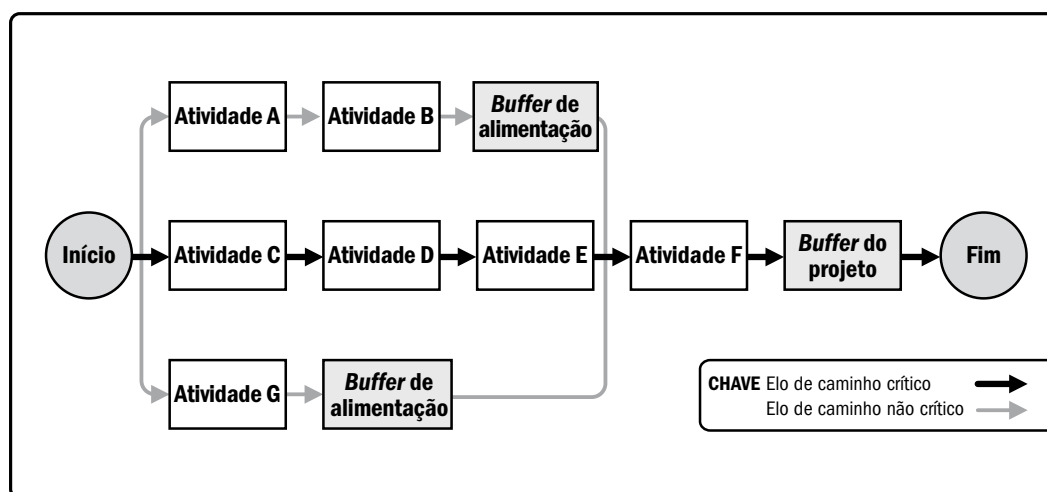 Atividade A
Atividade B
Buffer de
alimentação
Início
Atividade C
Atividade D
Atividade E
Atividade F
Buffer do
projeto
Fim
Atividade G
Buffer de
alimentação
CHAVE Elo de caminho crítico
Elo de caminho não crítico